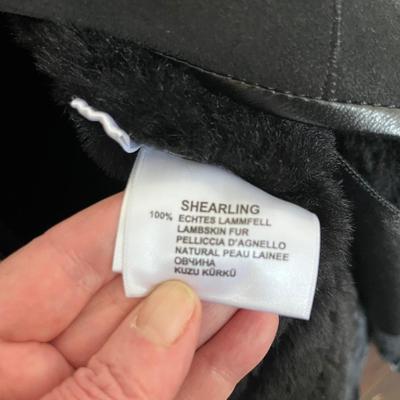 SHEARLING
100% ECHTES LAMMFELL
LAMBSKIN FUR
PELLICCIA D'AGNELLO
NATURAL PEAU LAINEE
ОВЧИНА
KUZU KÜRKÜ